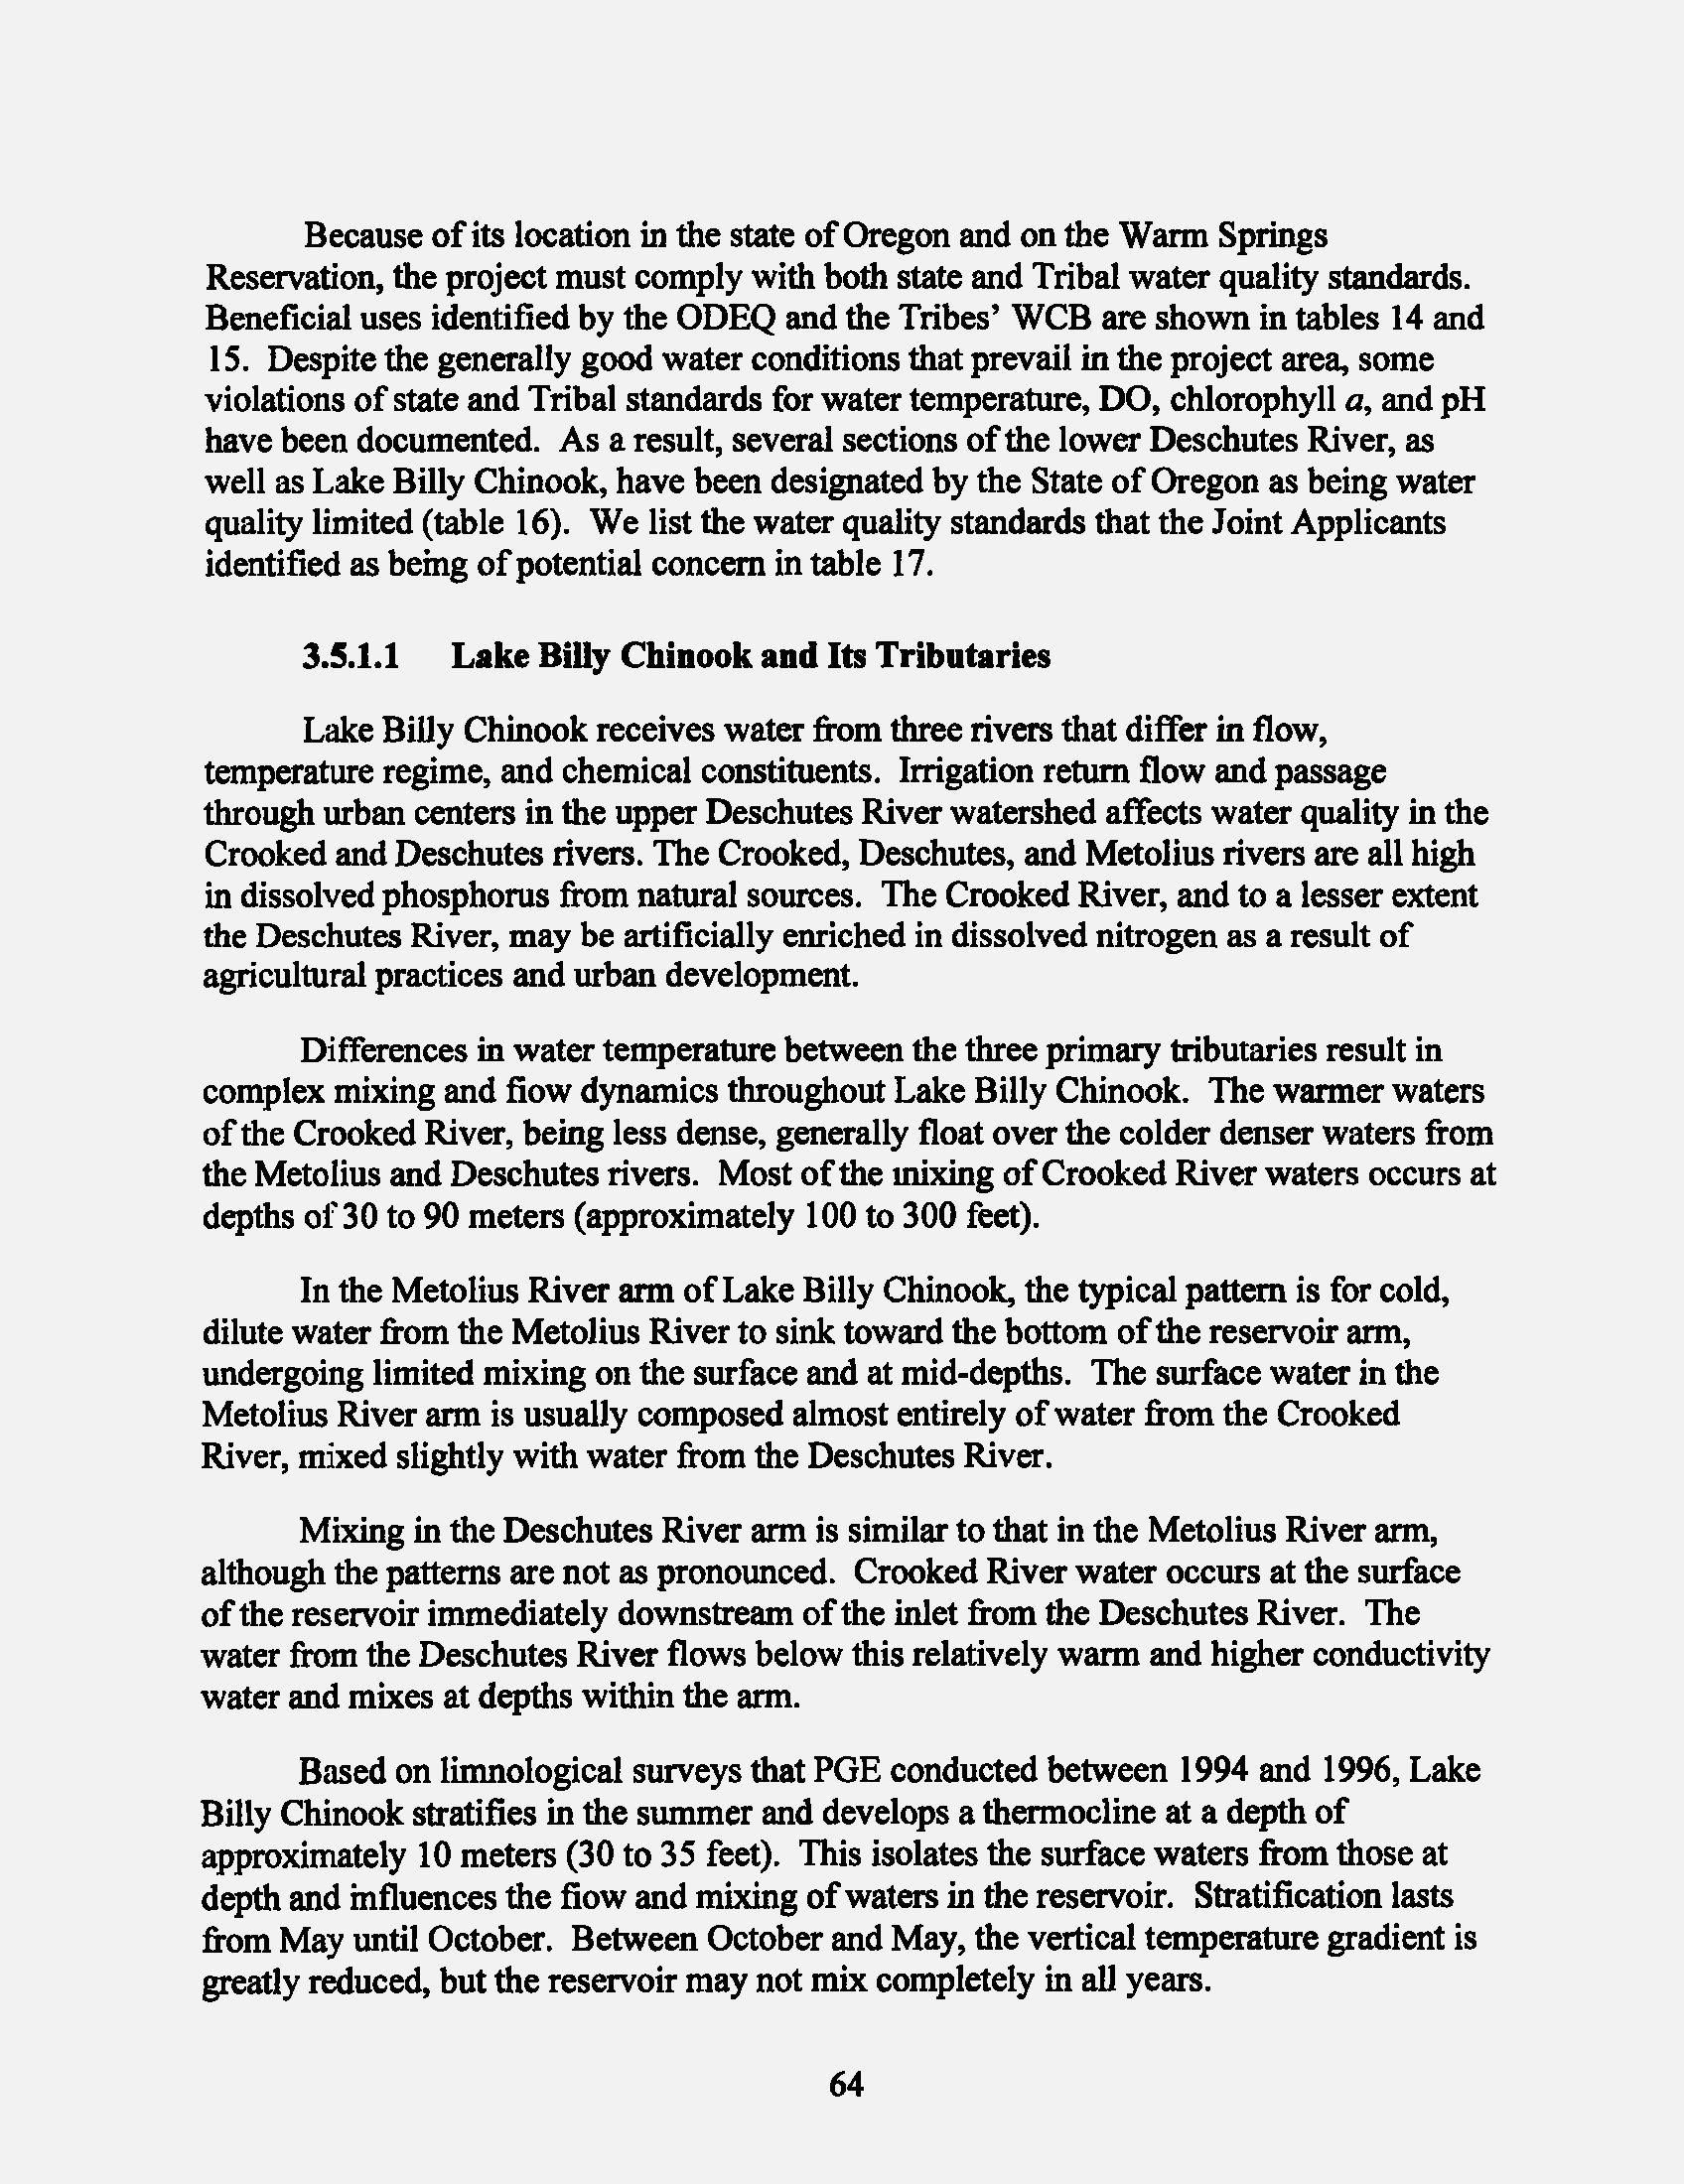 Because of its location in the state of Oregon and on the Warm Springs
Reservation, the project must comply with both state and Tribal water quality standards.
Beneficial uses identified by the ODEQ and the Tribes' WCB are shown in tables 14 and
15. Despite the generally good water conditions that prevail in the project area, some
violations of state and Tribal standards for water temperature, DO, chlorophyll a, and pH
have been documented. As a result, several sections of the lower Deschutes River, as
well as Lake Billy Chinook, have been designated by the State of Oregon as being water
quality limited (table 16). We list the water quality standards that the Joint Applicants
identified as being of potential concern in table 17.
3.5.1.1 Lake Billy Chinook and Its Tributaries
Lake Billy Chinook receives water from three rivers that differ in flow,
temperature regime, and chemical constituents. Irrigation return flow and passage
through urban centers in the upper Deschutes River watershed affects water quality in the
Crooked and Deschutes rivers. The Crooked, Deschutes, and Metolius rivers are all high
in dissolved phosphorus from natural sources. The Crooked River, and to a lesser extent
the Deschutes River, may be artificially enriched in dissolved nitrogen as a result of
agricultural practices and urban development.
Differences in water temperature between the three primary tributaries result in
complex mixing and flow dynamics throughout Lake Billy Chinook. The warmer waters
of the Crooked River, being less dense, generally float over the colder denser waters from
the Metolius and Deschutes rivers. Most of the mixing of Crooked River waters occurs at
depths of 30 to 90 meters (approximately 100 to 300 feet).
In the Metolius River arm of Lake Billy Chinook, the typical pattern is for cold,
dilute water from the Metolius River to sink toward the bottom of the reservoir arm,
undergoing limited mixing on the surface and at mid-depths. The surface water in the
Metolius River arm is usually composed almost entirely of water from the Crooked
River, mixed slightly with water from the Deschutes River.
Mixing in the Deschutes River arm is similar to that in the Metolius River arm,
although the patterns are not as pronounced. Crooked River water occurs at the surface
of the reservoir immediately downstream of the inlet from the Deschutes River. The
water from the Deschutes River flows below this relatively warm and higher conductivity
water and mixes at depths within the arm.
Based on limnological surveys that PGE conducted between 1994 and 1996, Lake
Billy Chinook stratifies in the summer and develops a thermocline at a depth of
approximately 10 meters (30 to 35 feet). This isolates the surface waters from those at
depth and influences the flow and mixing of waters in the reservoir. Stratification lasts
from May until October. Between October and May, the vertical temperature gradient is
greatly reduced, but the reservoir may not mix completely in all years.
64